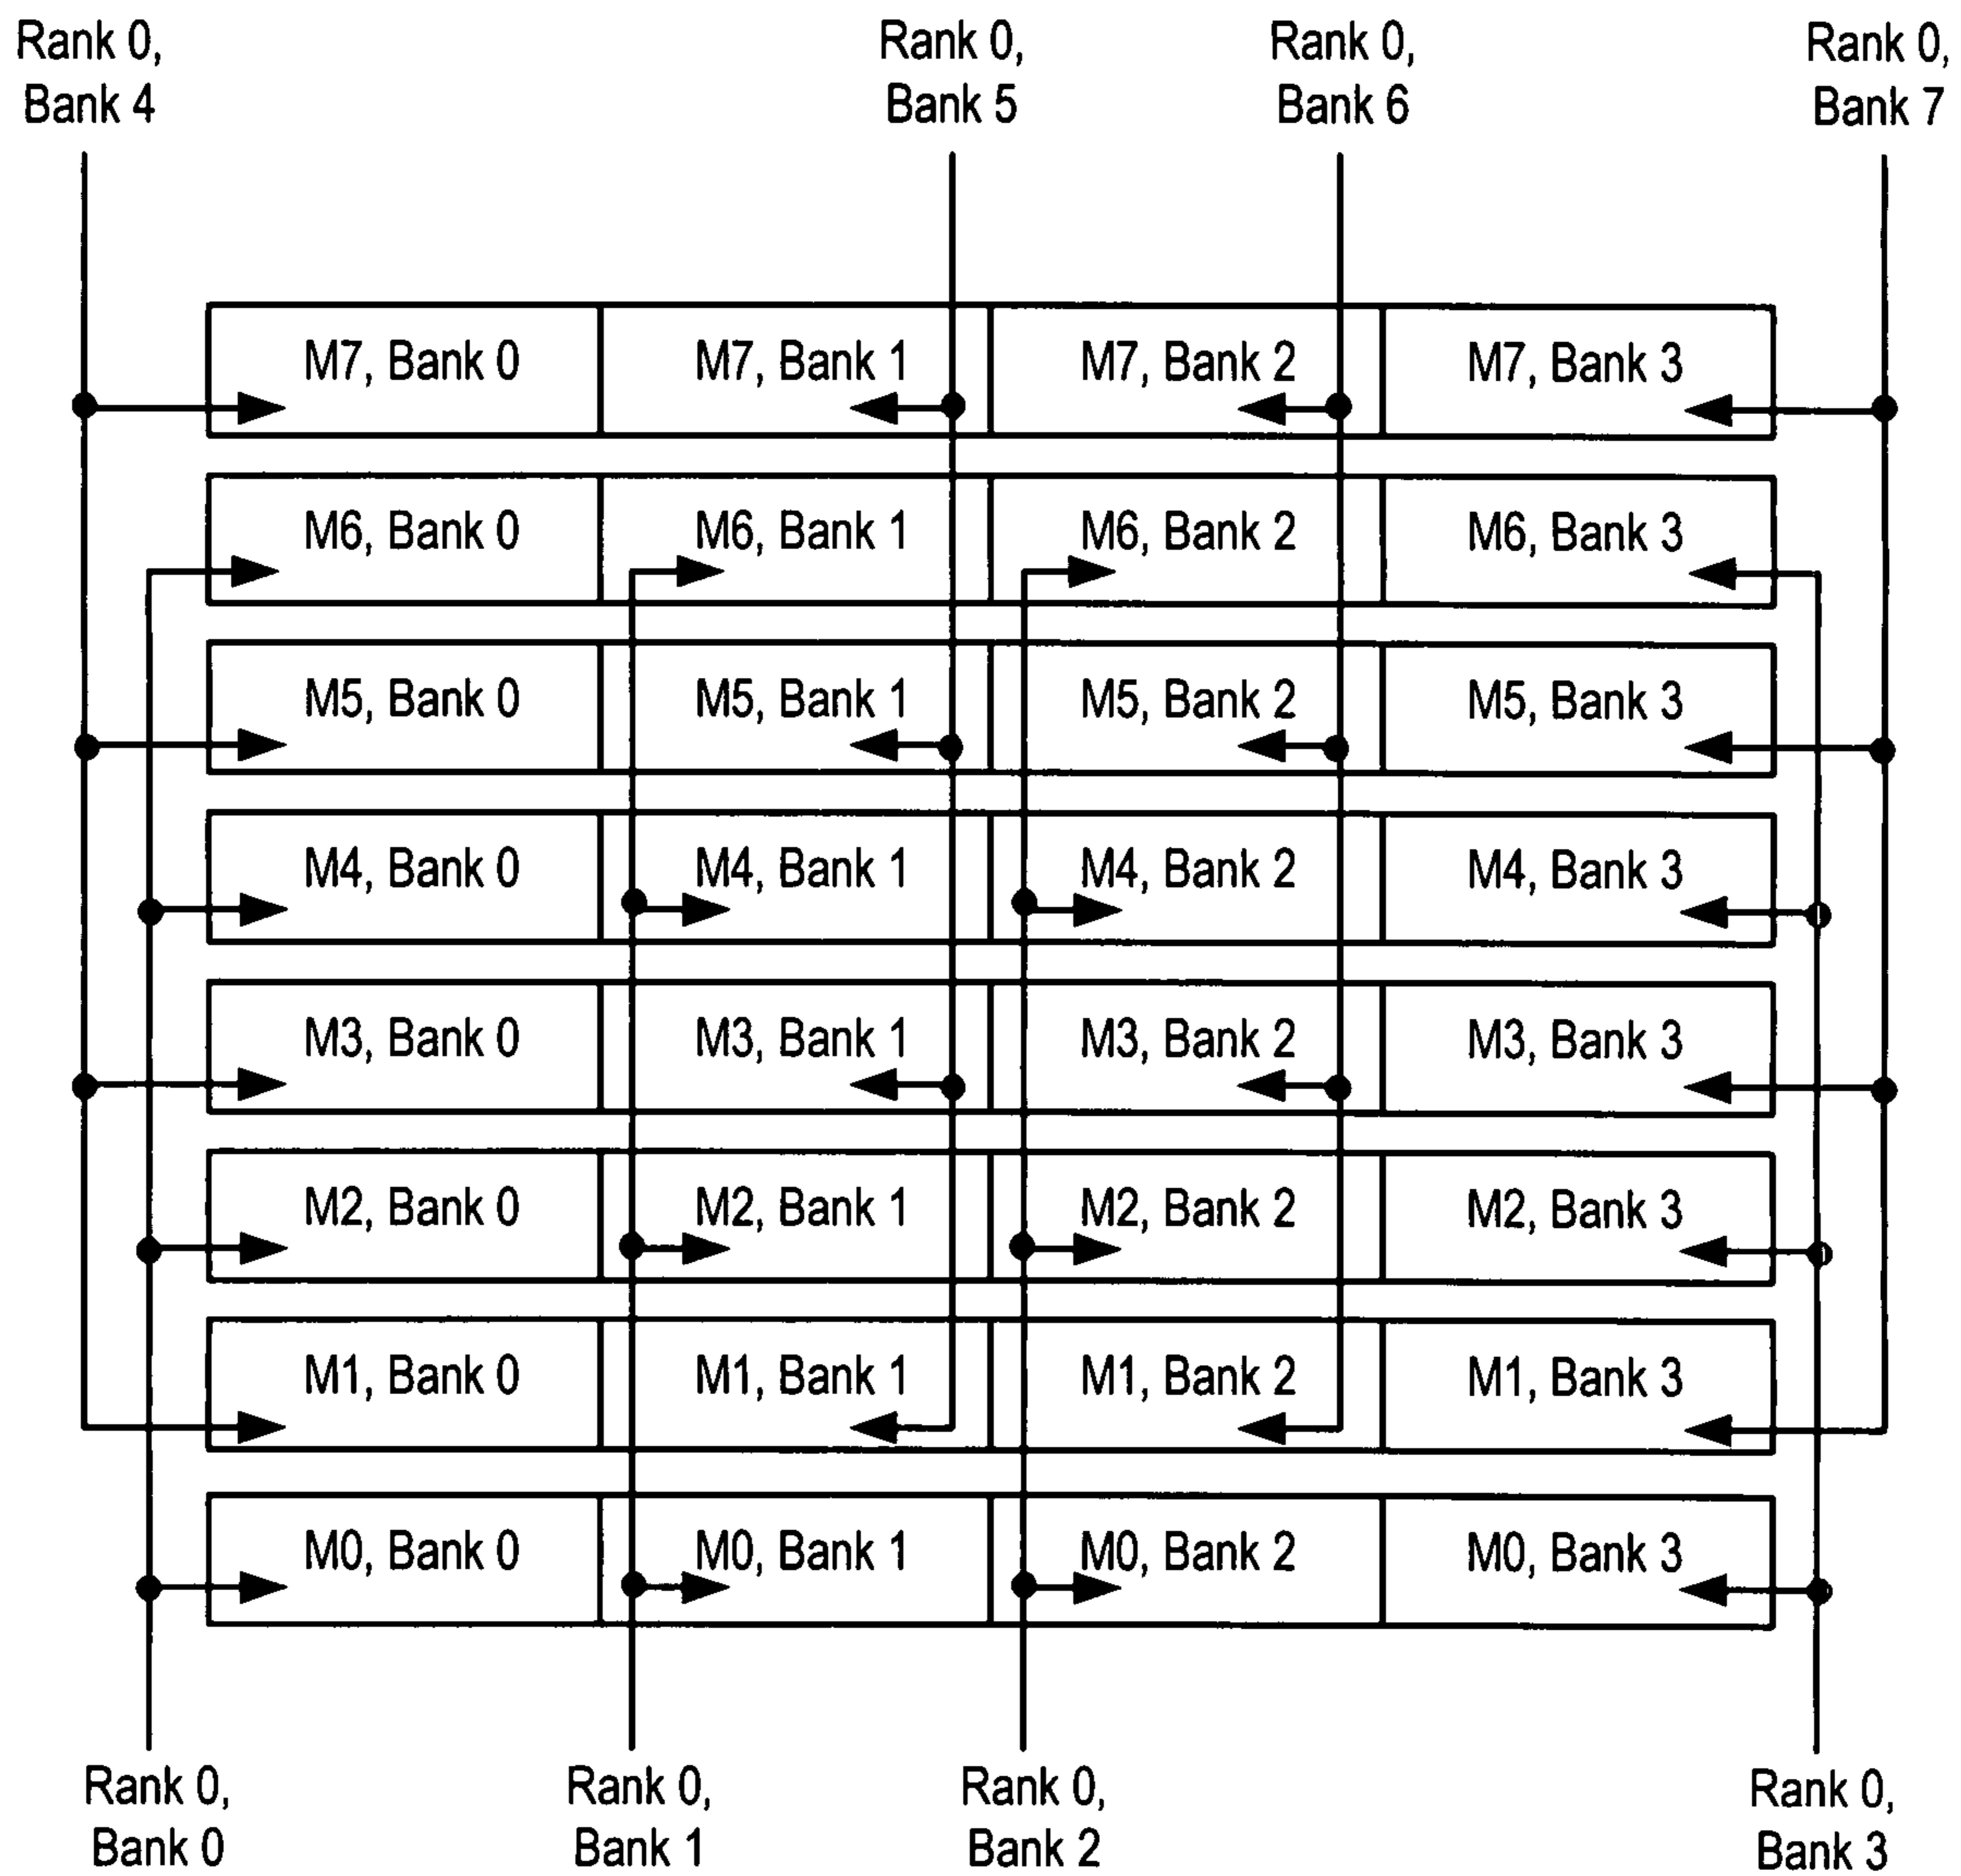 Rank 0,
Bank 4
Rank 0,
Bank 5
Rank 0,
Bank 6
Rank 0,
Bank 7
M7, Bank 0
M7, Bank 1
M7, Bank 2
M7, Bank 3
M6, Bank 0
M6, Bank 1
M6, Bank 2
M6, Bank 3
M5, Bank 0
M5, Bank 1
M5, Bank 2
M5, Bank 3
M4, Bank 0
M4, Bank 1
M4, Bank 2
M4, Bank 3
M3, Bank 0
M3, Bank 1
M3, Bank 2
M3, Bank 3
M2, Bank 0
M2, Bank 1
M2, Bank 2
M2, Bank 3
M1, Bank 0
M1, Bank 1
M1, Bank 2
M1, Bank 3
M0, Bank 0
M0, Bank 1
M0, Bank 2
M0, Bank 3
Rank 0,
Bank 0
Rank 0,
Bank 1
Rank 0,
Bank 2
Rank 0,
Bank 3